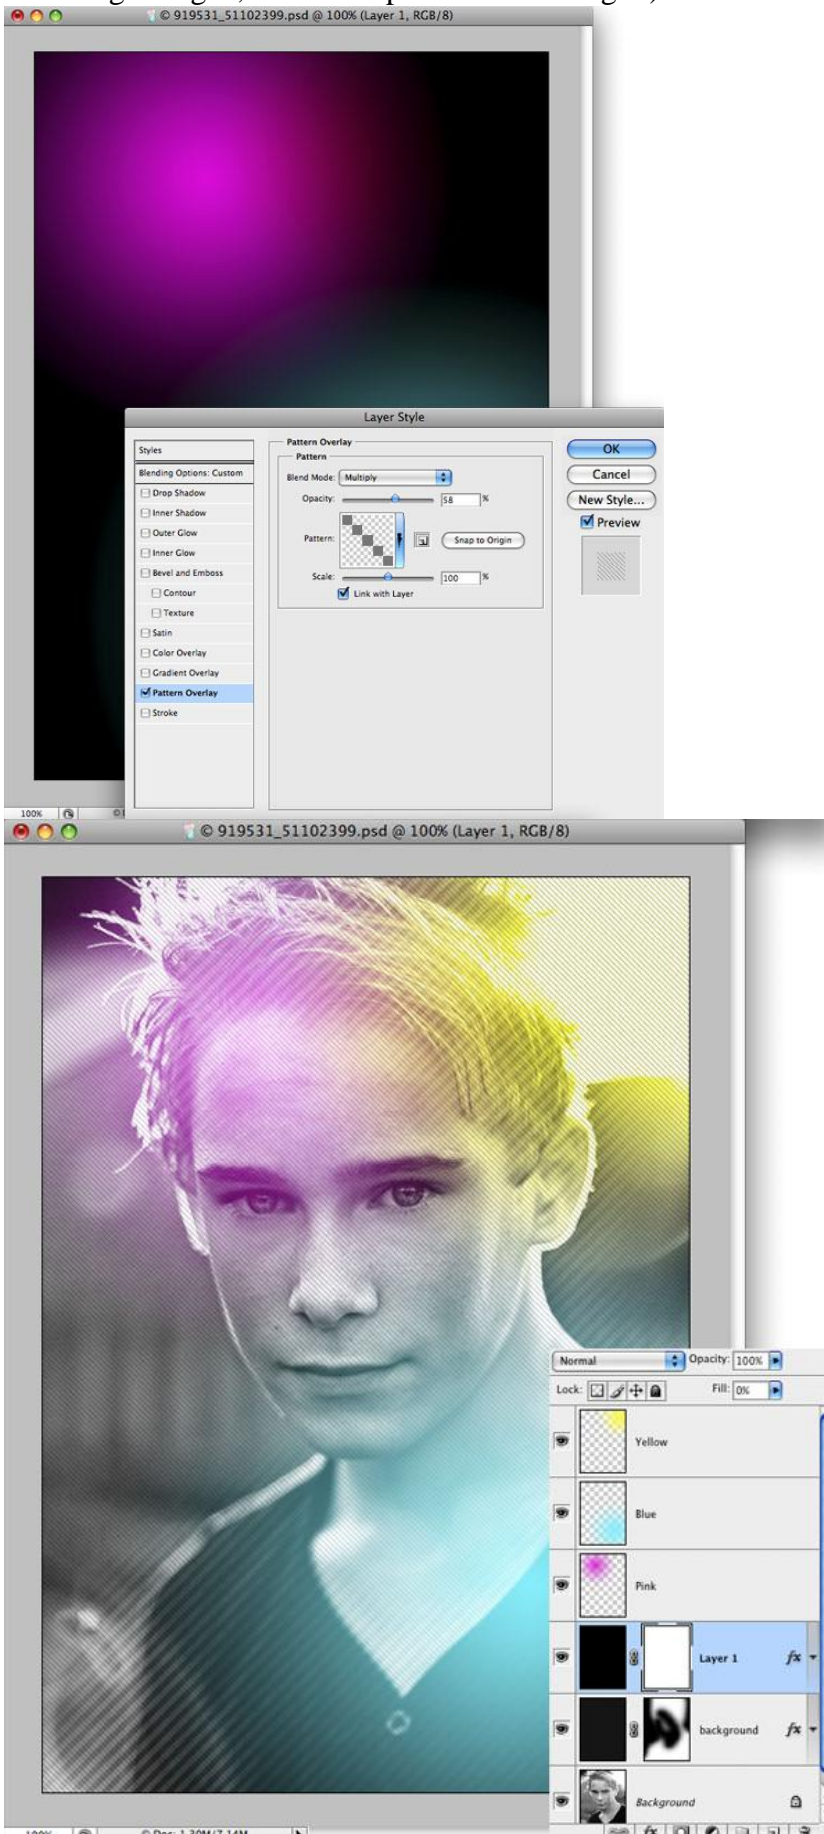 © 919531_51102399.psd @ 100% (Layer 1, RGB/8)
Layer Style
Styles
Blending Options: Custom
Drop Shadow
Inner Shadow
Outer Glow
Inner Glow
Bevel and Emboss
Contour
Texture
Satin
Color Overlay
Gradient Overlay
Pattern Overlay
Stroke
Pattern Overlay
Pattern
Blend Mode: Multiply
Opacity: 58 %
Pattern:
Snap to Origin
Scale: 100 %
Link with Layer
OK
Cancel
New Style...
Preview
100%
© 919531_51102399.psd @ 100% (Layer 1, RGB/8)
Normal Opacity: 100%
Lock: Fill: 0%
Yellow
Blue
Pink
Layer 1 fx
background fx
Background